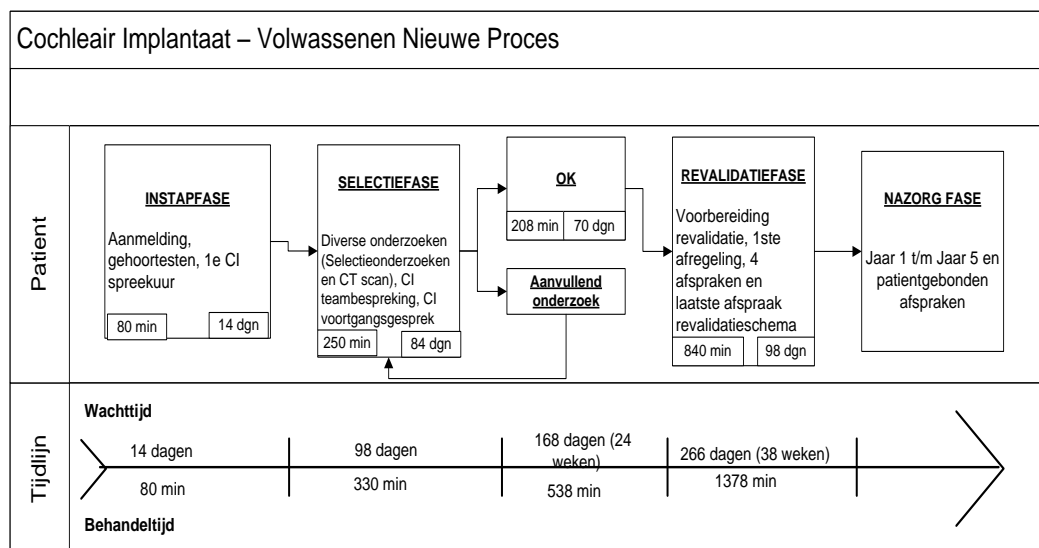 Cochleair Implantaat – Volwassenen Nieuwe Proces
Patient
INSTAPFASE
Aanmelding,
gehoortesten, 1e CI
spreekuur
80 min
14 dgn
SELECTIEFASE
Diverse onderzoeken
(Selectieonderzoeken
en CT scan), CI
teambespreking, CI
voortgangsgesprek
250 min
84 dgn
OK
208 min
70 dgn
Aanvullend
onderzoek
REVALIDATIEFASE
Voorbereiding
revalidatie, 1ste
afregeling, 4
afspraken en
laatste afspraak
revalidatieschema
840 min
98 dgn
NAZORG FASE
Jaar 1 t/m Jaar 5 en
patientgebonden
afspraken
Tijdlijn
Wachttijd
14 dagen
98 dagen
168 dagen (24
weken)
266 dagen (38 weken)
80 min
330 min
538 min
1378 min
Behandeltijd